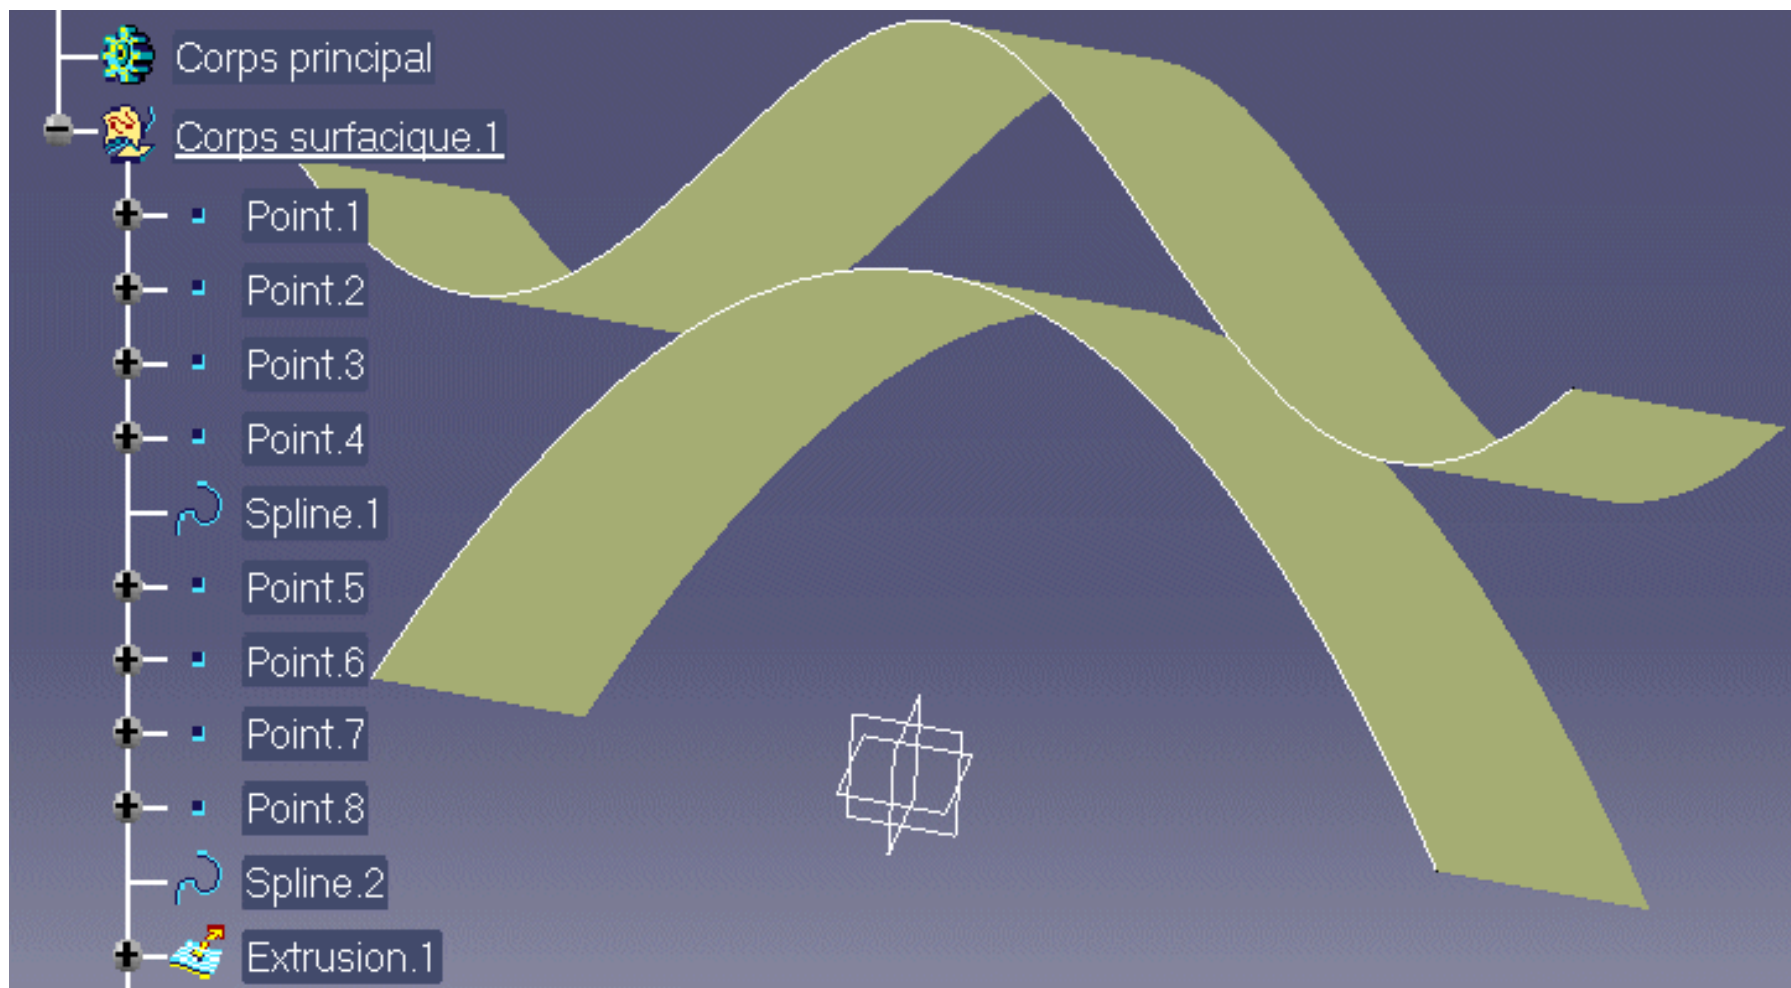 Corps principal
Corps surfacique.1
Point.1
Point.2
Point.3
Point.4
Spline.1
Point.5
Point.6
Point.7
Point.8
Spline.2
Extrusion.1